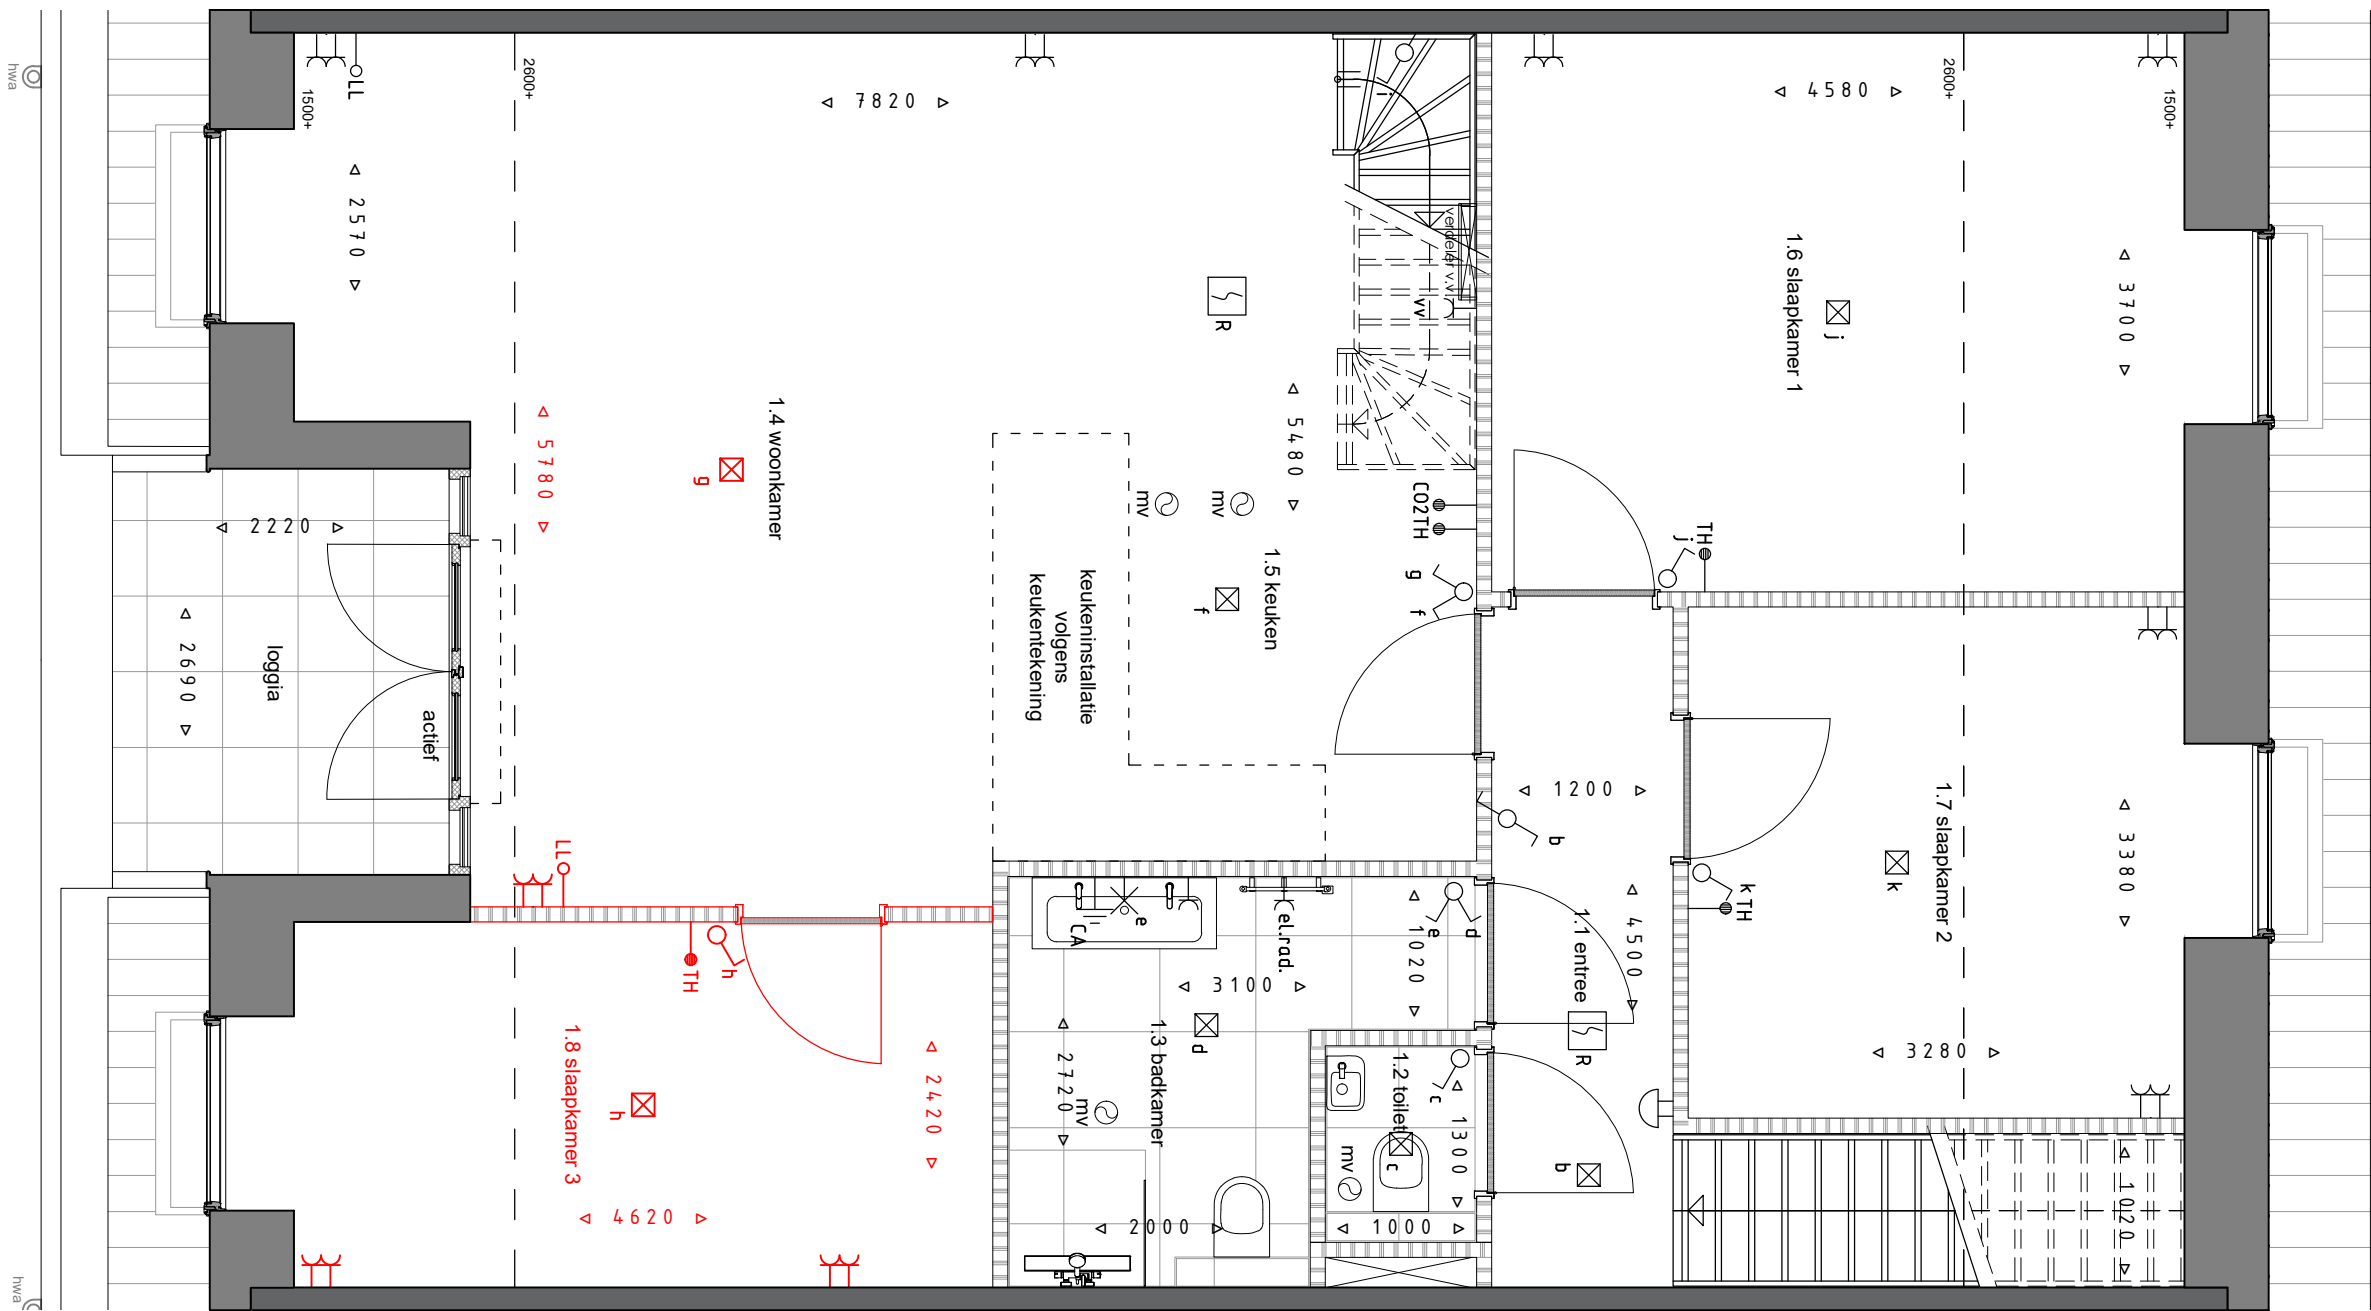 hwa
LL
1500+
2600+
7820
2570
i
verdeler v.v
vv
R
4580
2600+
1500+
1.6 slaapkamer 1
j
3700
5480
1.4 woonkamer
5780
g
mv
mv
CO2TH
TH
j
g
f
1.5 keuken
f
keukeninstallatie
volgens
keukentekening
2220
2690
loggia
actief
1200
b
1.7 slaapkamer 2
k
3380
k TH
4500
1.1 entree
LL
TH
h
e
CA
el.rad.
1020
e
d
3100
1.3 badkamer
d
2720
mv
R
3280
1.2 toilet
c
1300
c
mv
b
1000
2000
1020
1.8 slaapkamer 3
h
2420
4620
hwa